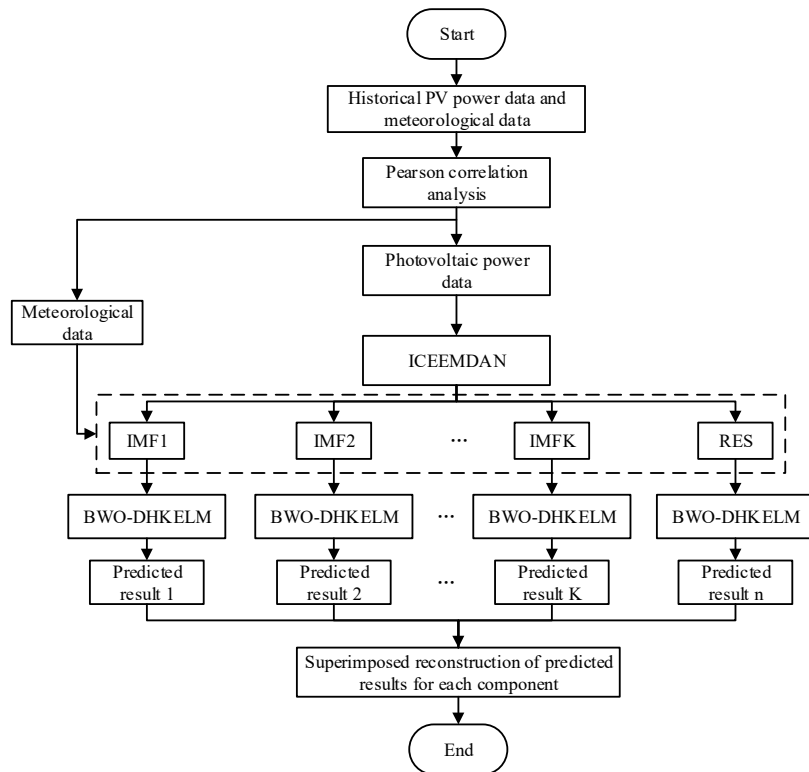 Start
Historical PV power data and
meteorological data
Pearson correlation
analysis
Photovoltaic power
data
Meteorological
data
ICEEMDAN
IMF1
IMF2
...
IMFK
RES
BWO-DHKELM
BWO-DHKELM
...
BWO-DHKELM
BWO-DHKELM
Predicted
result 1
Predicted
result 2
...
Predicted
result K
Predicted
result n
Superimposed reconstruction of predicted
results for each component
End